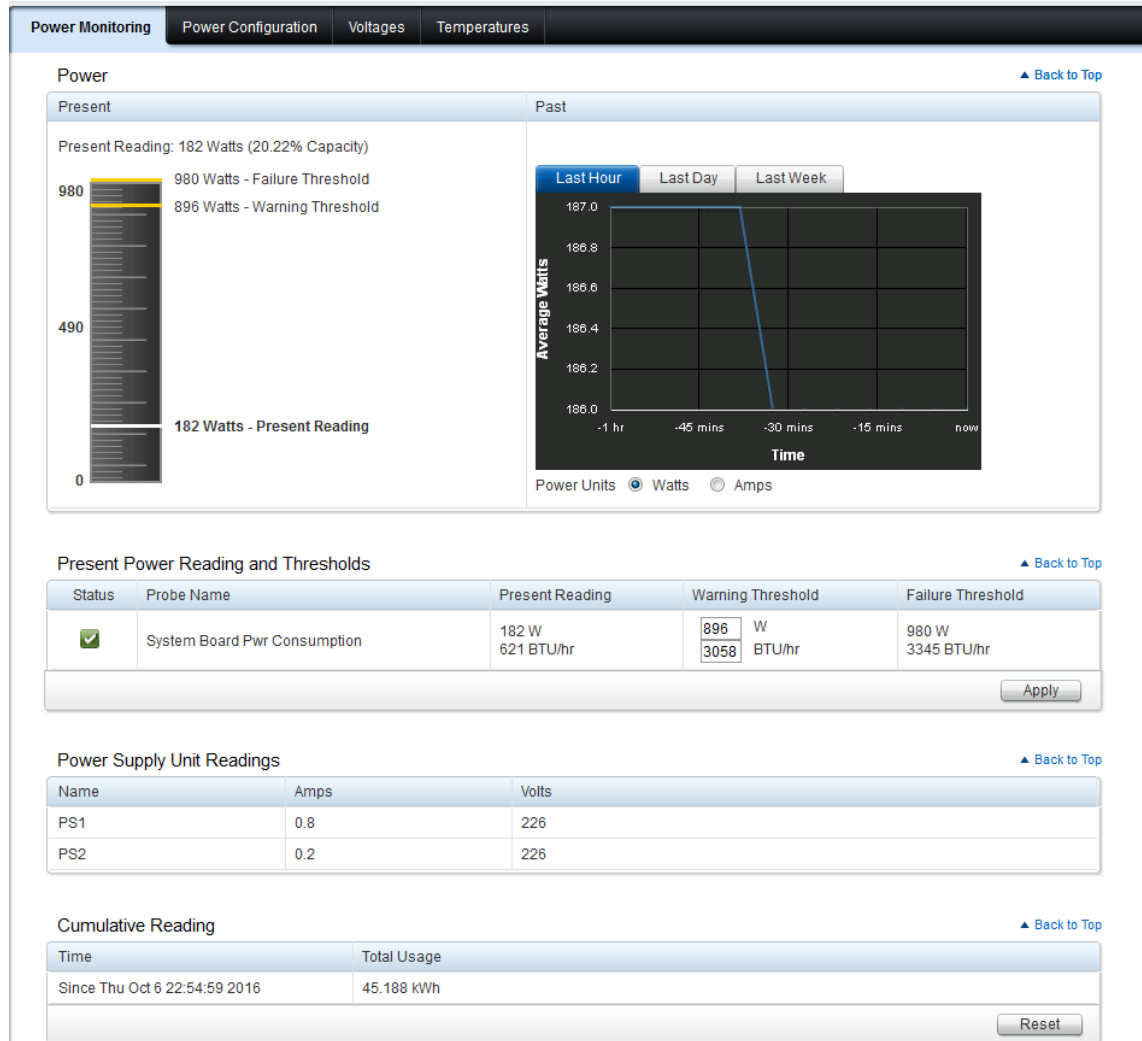 Power Monitoring Power Configuration Voltages Temperatures
Power ▲ Back to Top
Present Past
Present Reading: 182 Watts (20.22% Capacity)
980
980 Watts - Failure Threshold
896 Watts - Warning Threshold
490
182 Watts - Present Reading
0
Last Hour Last Day Last Week
Average Watts
187.0
186.8
186.6
186.4
186.2
186.0
-1 hr -45 mins -30 mins -15 mins now
Time
Power Units Watts Amps
Present Power Reading and Thresholds ▲ Back to Top
Status Probe Name Present Reading Warning Threshold Failure Threshold
System Board Pwr Consumption 182 W 896 W 980 W
621 BTU/hr 3058 BTU/hr 3345 BTU/hr
Apply
Power Supply Unit Readings ▲ Back to Top
Name Amps Volts
PS1 0.8 226
PS2 0.2 226
Cumulative Reading ▲ Back to Top
Time Total Usage
Since Thu Oct 6 22:54:59 2016 45.188 kWh
Reset